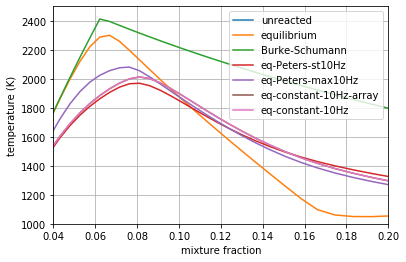 temperature (K)
2400
2200
2000
1800
1600
1400
1200
1000
unreacted
equilibrium
Burke-Schumann
eq-Peters-st10Hz
eq-Peters-max10Hz
eq-constant-10Hz-array
eq-constant-10Hz
0.04 0.06 0.08 0.10 0.12 0.14 0.16 0.18 0.20
mixture fraction